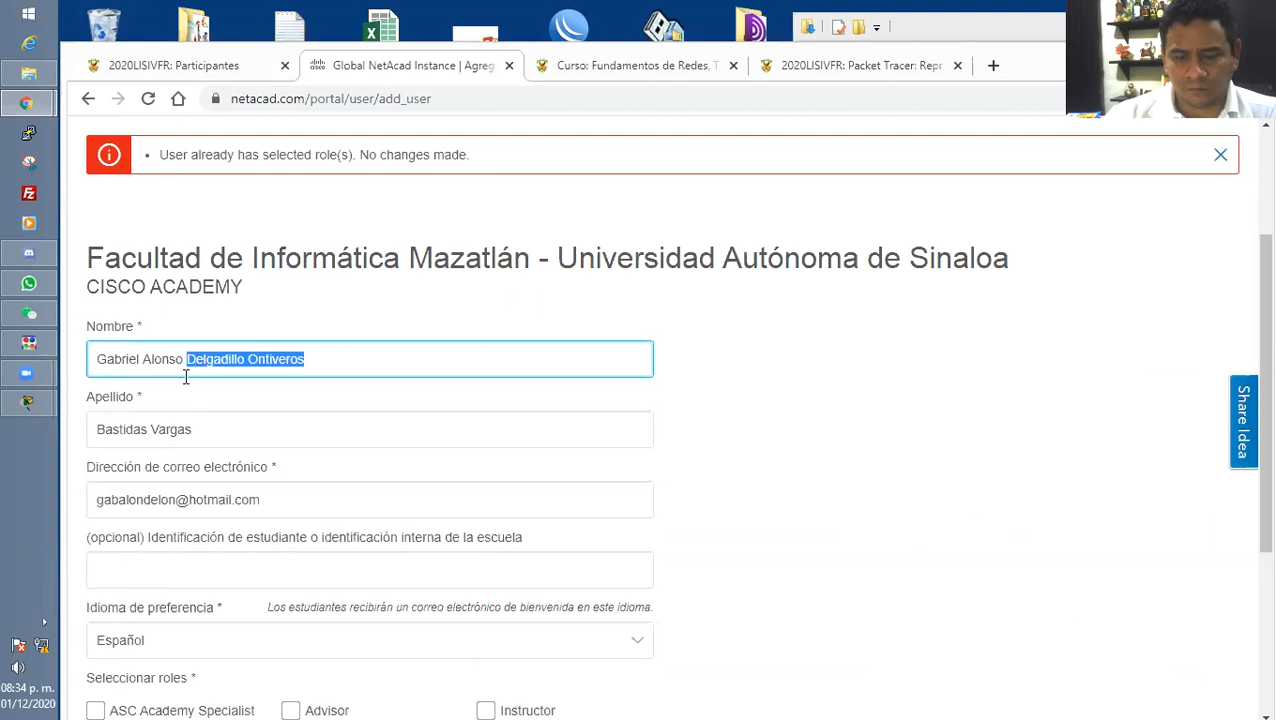 2020LISIVFR: Participantes
Global NetAcad Instance | Agreg
Curso: Fundamentos de Redes, T
2020LISIVFR: Packet Tracer: Repr
netacad.com/portal/user/add_user
User already has selected role(s). No changes made.
Facultad de Informática Mazatlán - Universidad Autónoma de Sinaloa
CISCO ACADEMY
Nombre *
Gabriel Alonso Delgadillo Ontiveros
Apellido *
Bastidas Vargas
Dirección de correo electrónico *
gabalondelon@hotmail.com
(opcional) Identificación de estudiante o identificación interna de la escuela
Idioma de preferencia *
Los estudiantes recibirán un correo electrónico de bienvenida en este idioma.
Español
Seleccionar roles *
ASC Academy Specialist
Advisor
Instructor
Share Idea
08:34 p. m.
01/12/2020